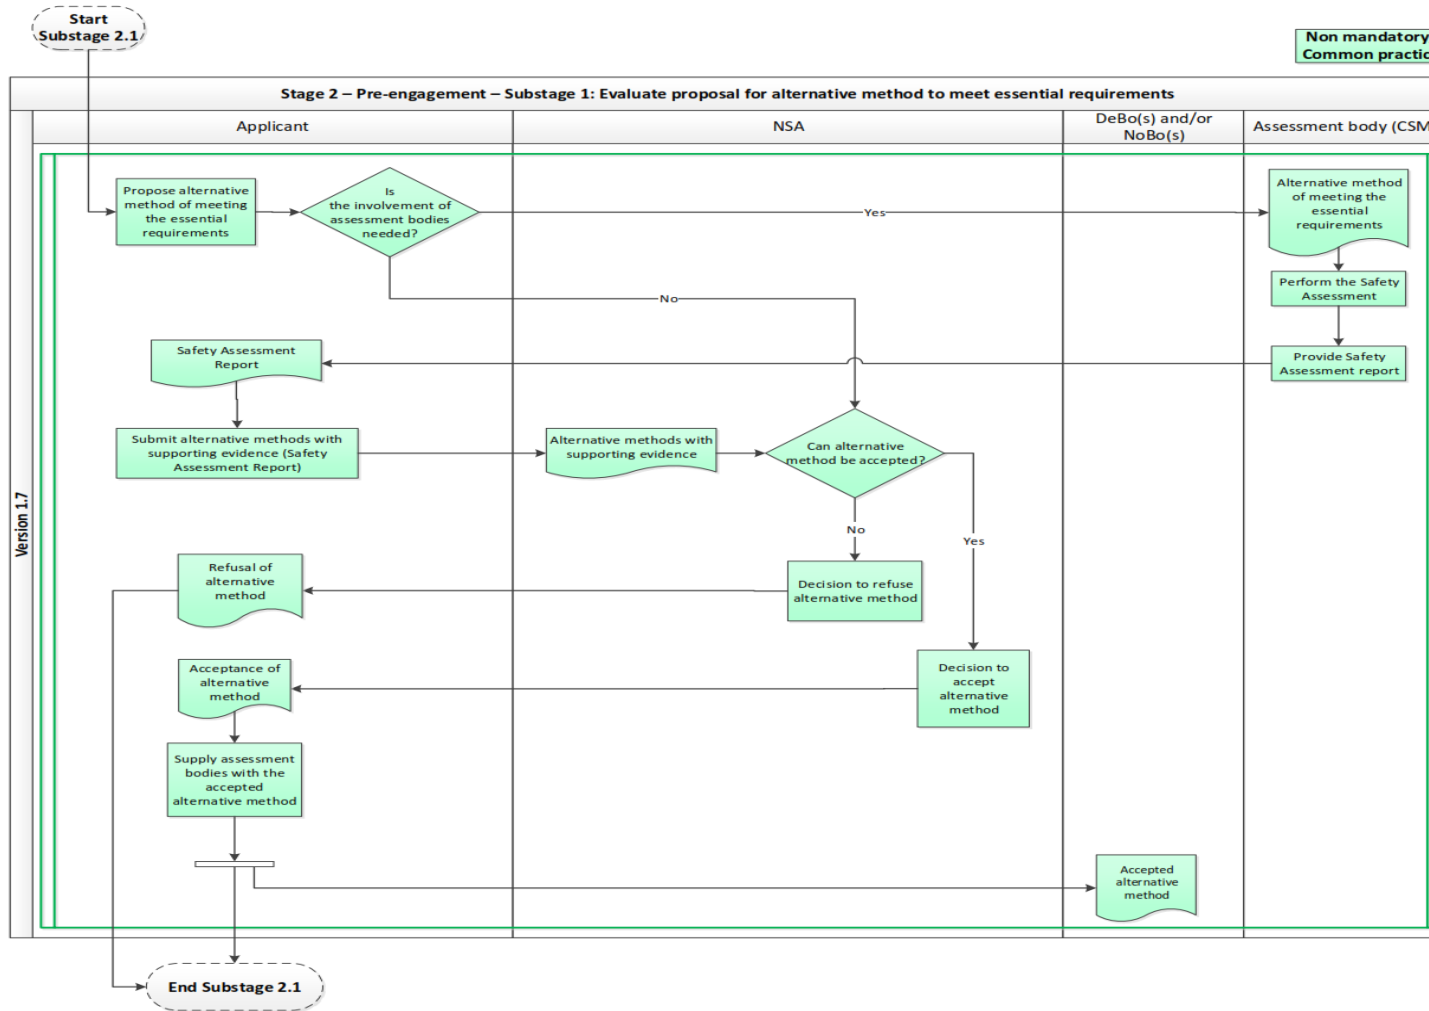 Start
Substage 2.1
Non mandatory
Common practic
Stage 2 – Pre-engagement – Substage 1: Evaluate proposal for alternative method to meet essential requirements
Applicant
NSA
DeBo(s) and/or
NoBo(s)
Assessment body (CSM
Version 1.7
Propose alternative
method of meeting
the essential
requirements
Is
the involvement of
assessment bodies
needed?
Yes
Alternative method
of meeting the
essential
requirements
No
Perform the Safety
Assessment
Safety Assessment
Report
Provide Safety
Assessment report
Submit alternative methods with
supporting evidence (Safety
Assessment Report)
Alternative methods with
supporting evidence
Can alternative
method be accepted?
No
Yes
Refusal of
alternative
method
Decision to refuse
alternative method
Acceptance of
alternative
method
Decision to
accept
alternative
method
Supply assessment
bodies with the
accepted
alternative method
Accepted
alternative
method
End Substage 2.1